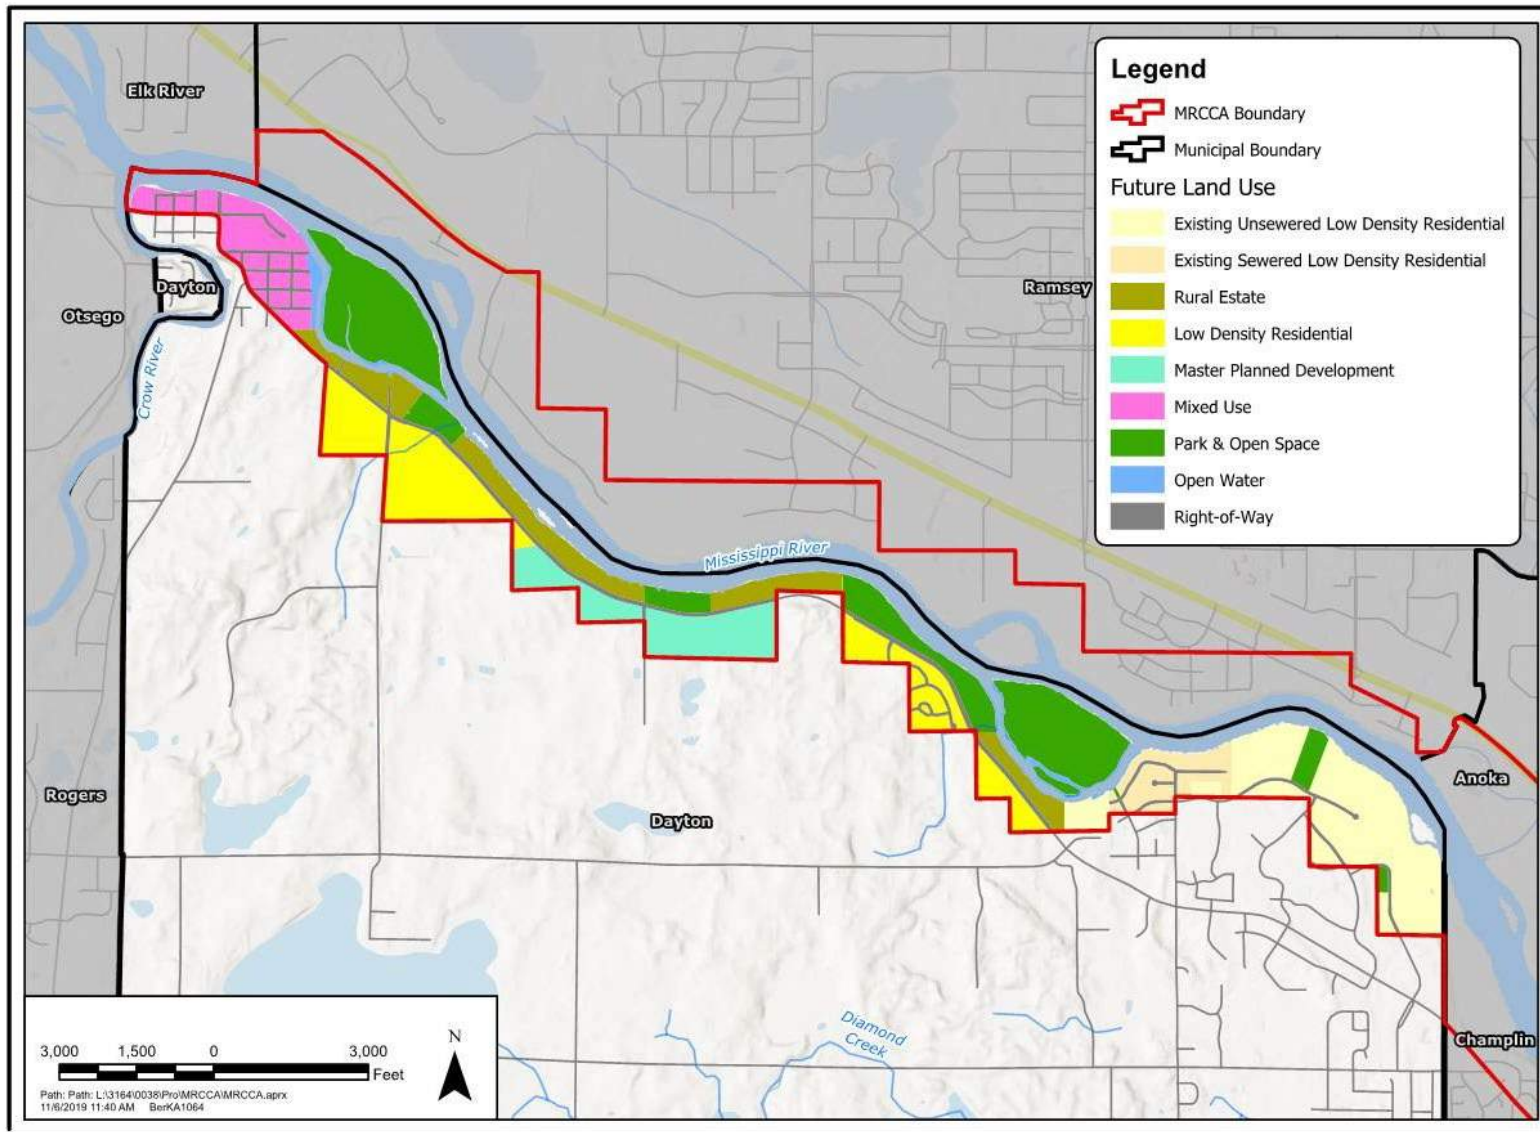 Elk River
Legend
MRCCA Boundary
Municipal Boundary
Future Land Use
Existing Unsewered Low Density Residential
Existing Sewered Low Density Residential
Rural Estate
Low Density Residential
Master Planned Development
Mixed Use
Park & Open Space
Open Water
Right-of-Way
Ramsey
Dayton
Otsego
Crow River
Mississippi River
Anoka
Rogers
Dayton
Diamond
Creek
Champlin
N
3,000 1,500 0 3,000
Feet
Path: Path: L:\3164\0038\Pro\MRCCA\MRCCA.aprx
11/6/2019 11:40 AM BerKA1064